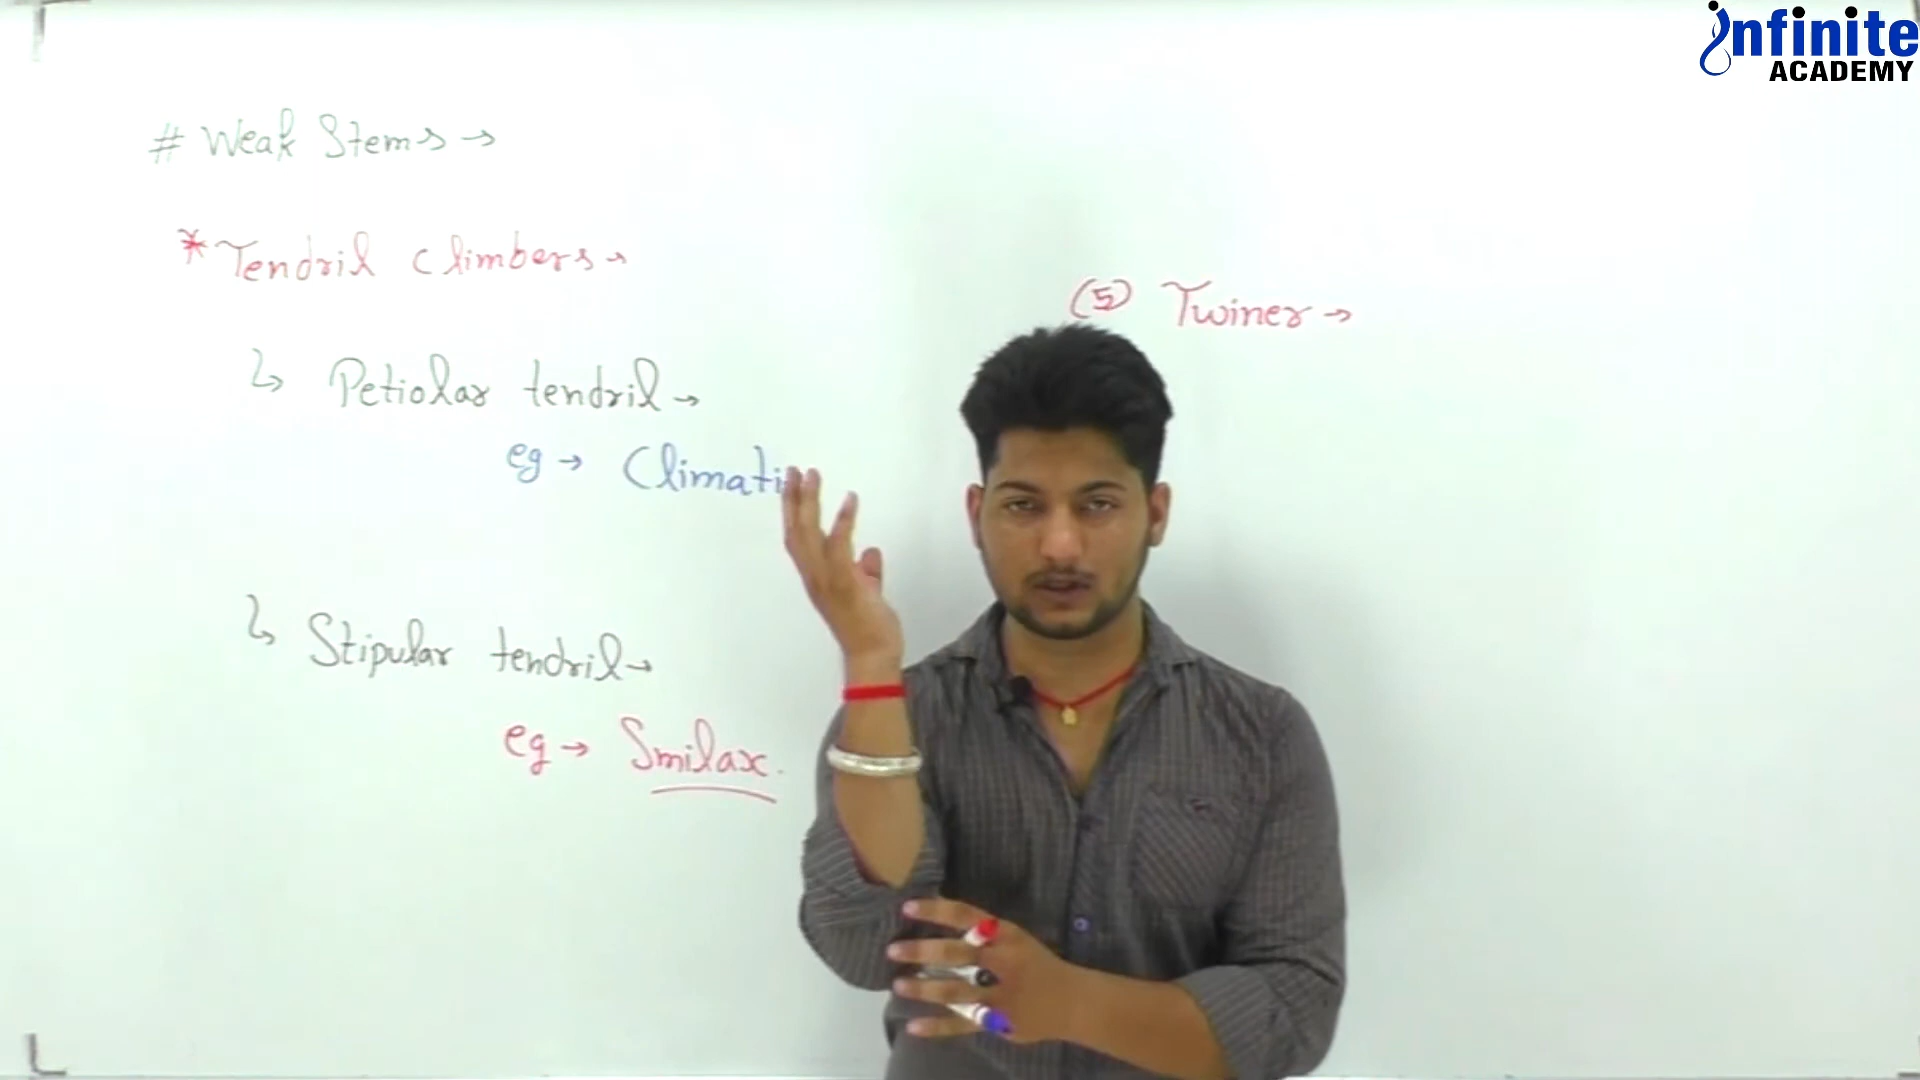 infinite
ACADEMY
# Weak Stems →
* Tendril climbers →
↳ Petiolar tendril →
eg → Climati
↳ Stipular tendril →
eg → Smilax.
(5) Twiner →